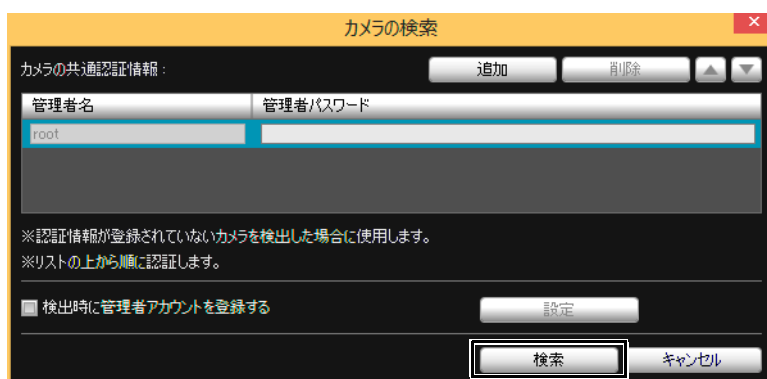 カメラの検索
カメラの共通認証情報 : 追加 削除
管理者名 管理者パスワード
root
※認証情報が登録されていないカメラを検出した場合に使用します。
※リストの上から順に認証します。
検出時に管理者アカウントを登録する 設定
検索 キャンセル